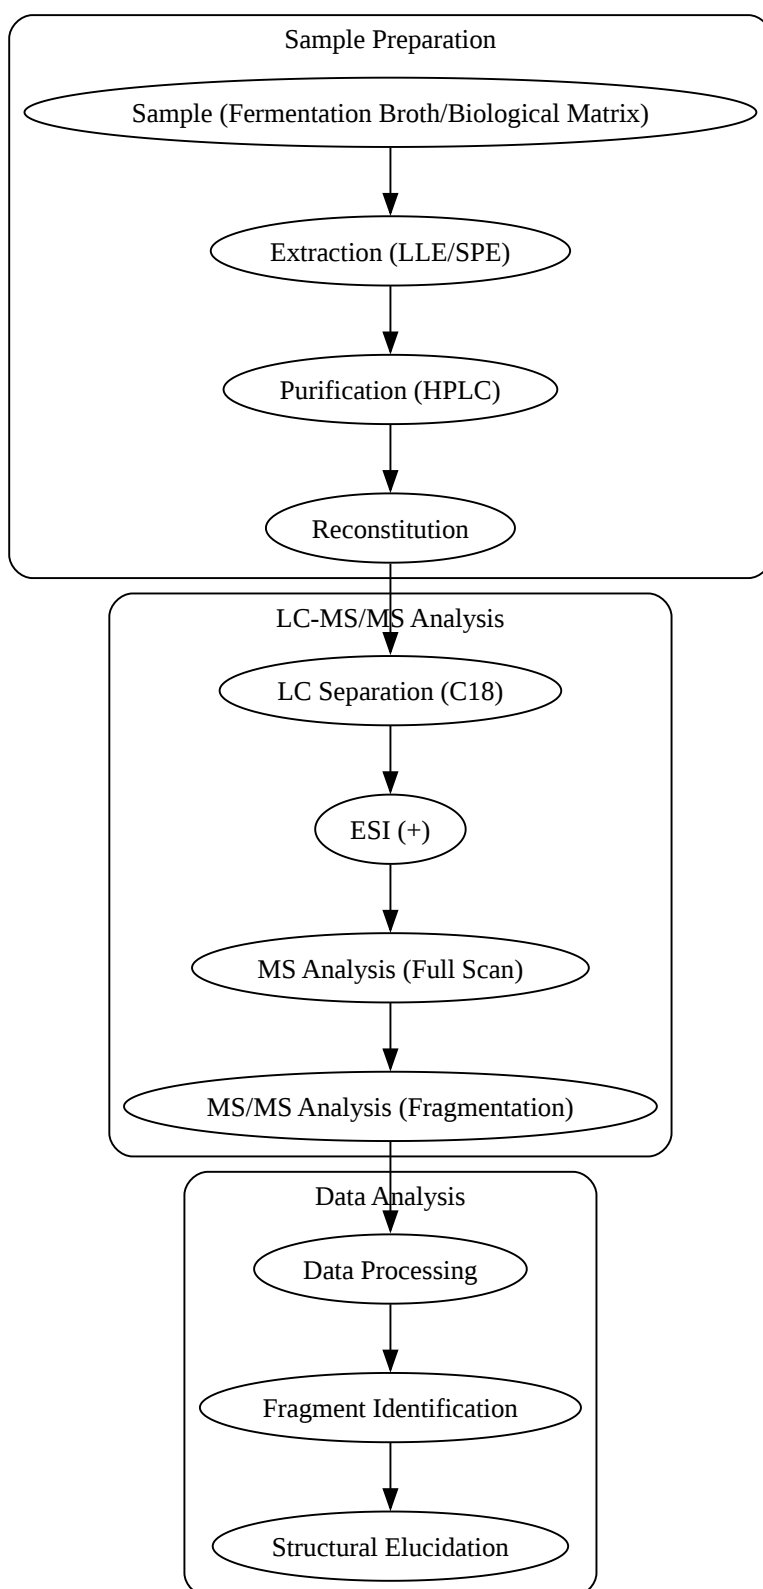 Sample Preparation
Sample (Fermentation Broth/Biological Matrix)
Extraction (LLE/SPE)
Purification (HPLC)
Reconstitution
LC-MS/MS Analysis
LC Separation (C18)
ESI (+)
MS Analysis (Full Scan)
MS/MS Analysis (Fragmentation)
Data Analysis
Data Processing
Fragment Identification
Structural Elucidation